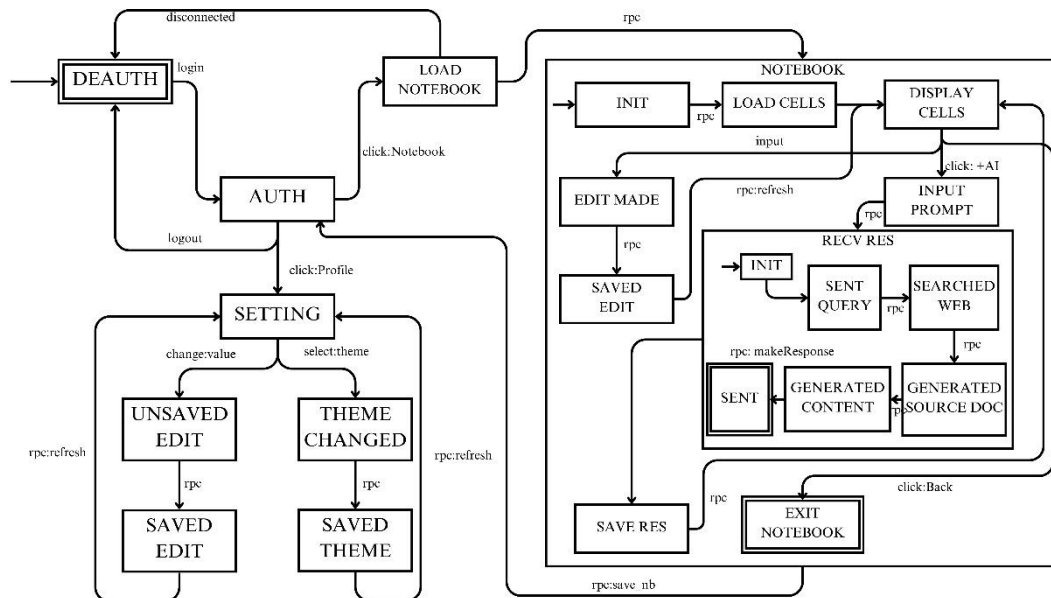 disconnected
rpc
DEAUTH
login
LOAD
NOTEBOOK
click:Notebook
AUTH
logout
click:Profile
SETTING
change:value
select:theme
UNSAVED
EDIT
THEME
CHANGED
rpc:refresh
rpc:refresh
rpc
rpc
SAVED
EDIT
SAVED
THEME
NOTEBOOK
INIT
rpc
LOAD CELLS
DISPLAY
CELLS
input
click: +AI
rpc:refresh
EDIT MADE
INPUT
PROMPT
rpc
rpc
SAVED
EDIT
RECV RES
INIT
SENT
QUERY
rpc
SEARCHED
WEB
rpc
rpc: makeResponse
SENT
GENERATED
CONTENT
rpc
GENERATED
SOURCE DOC
SAVE RES
rpc
click:Back
EXIT
NOTEBOOK
rpc:save_nb